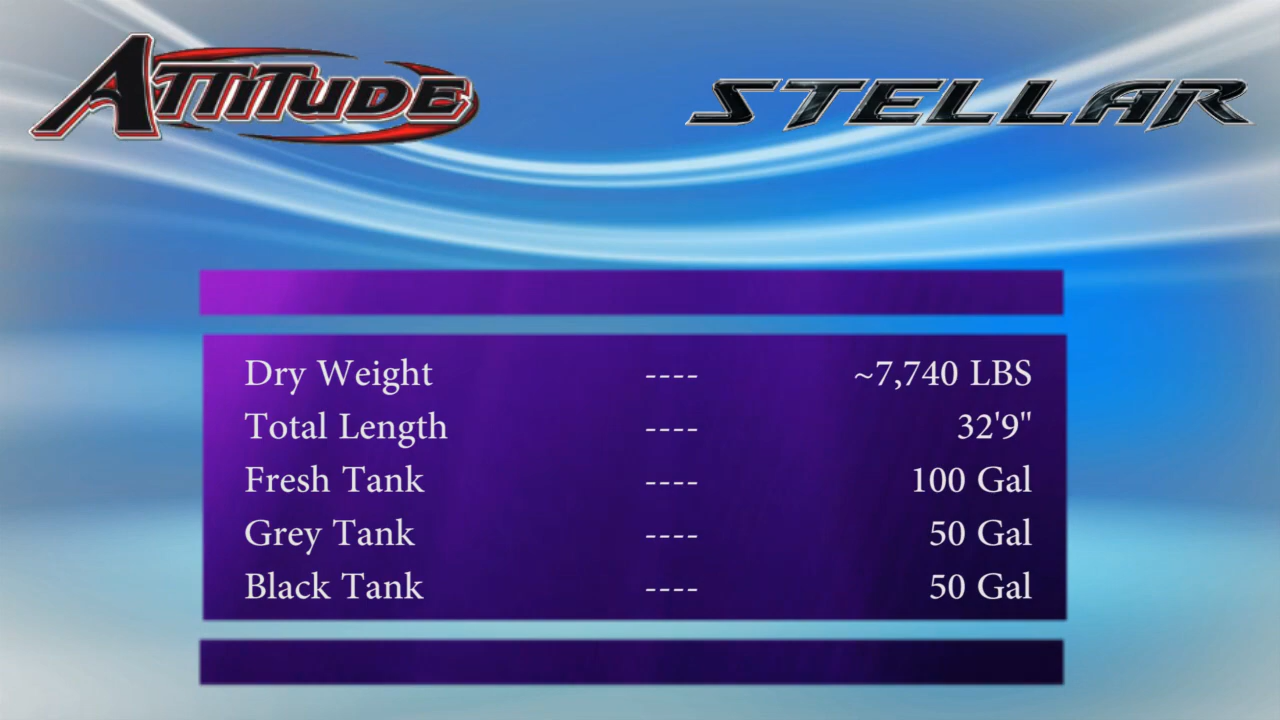 ATTITUDE
STELLAR
Dry Weight ---- ~7,740 LBS
Total Length ---- 32'9"
Fresh Tank ---- 100 Gal
Grey Tank ---- 50 Gal
Black Tank ---- 50 Gal